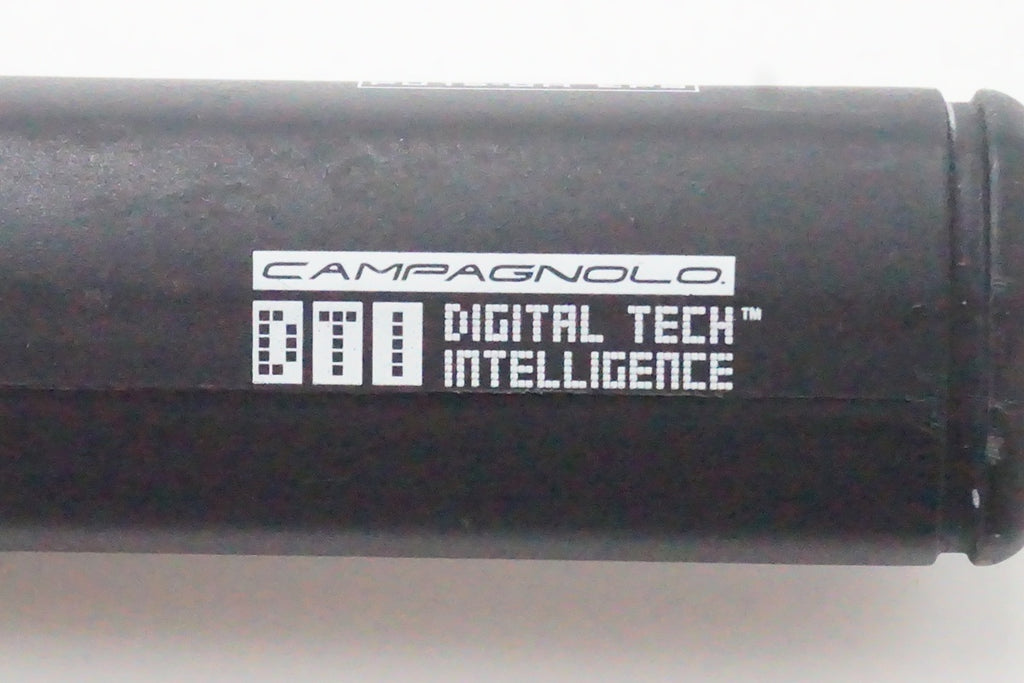 CAMPAGNOLO.
DTI DIGITAL TECH™
INTELLIGENCE